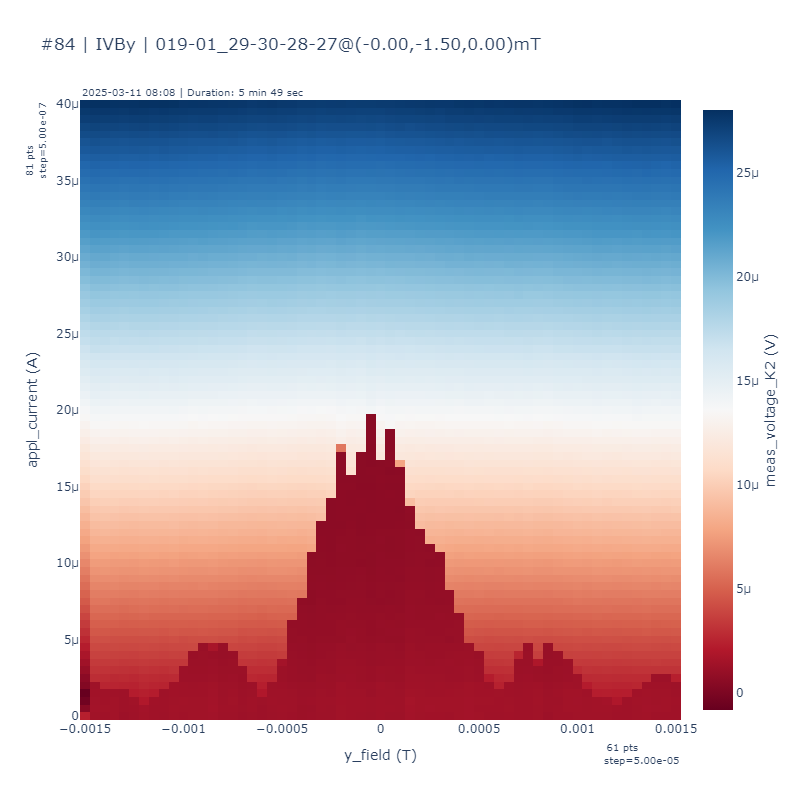 #84 | IVBy | 019-01_29-30-28-27@(-0.00,-1.50,0.00)mT
2025-03-11 08:08 | Duration: 5 min 49 sec
81 pts
step=5.00e-07
appl_current (A)
40μ
35μ
30μ
25μ
20μ
15μ
10μ
5μ
0
−0.0015
−0.001
−0.0005
0
0.0005
0.001
0.0015
y_field (T)
61 pts
step=5.00e-05
25μ
20μ
15μ
10μ
5μ
0
meas_voltage_K2 (V)